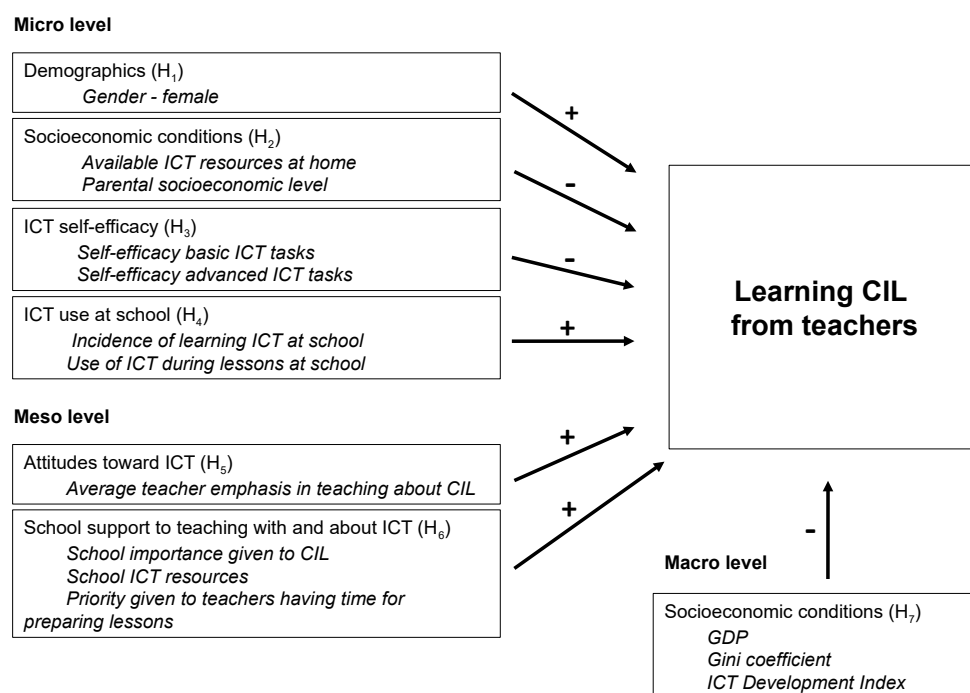 Micro level
Demographics (H₁)
Gender - female
+
Socioeconomic conditions (H₂)
Available ICT resources at home
Parental socioeconomic level
-
ICT self-efficacy (H₃)
Self-efficacy basic ICT tasks
Self-efficacy advanced ICT tasks
-
ICT use at school (H₄)
Incidence of learning ICT at school
Use of ICT during lessons at school
+
Learning CIL
from teachers
Meso level
Attitudes toward ICT (H₅)
Average teacher emphasis in teaching about CIL
+
School support to teaching with and about ICT (H₆)
School importance given to CIL
School ICT resources
Priority given to teachers having time for
preparing lessons
+
-
Macro level
Socioeconomic conditions (H₇)
GDP
Gini coefficient
ICT Development Index